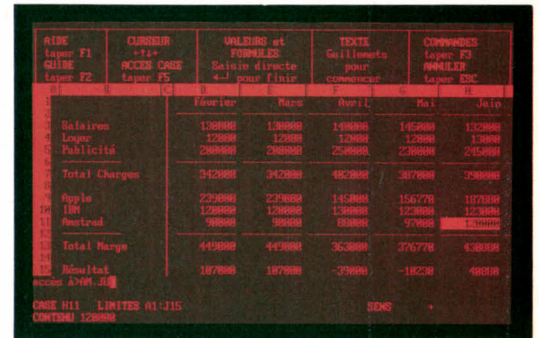 AIDE CURSEUR VALEURS et TEXTE COMMANDES
taper F1 ←↑↓→ FORMULES Guillemets taper F3
GUIDE ACCES CASE Saisie directe pour ANNULER
taper F2 taper F5 ←┘ pour finir commencer taper ESC
Février Mars Avril Mai Juin
Salaires 130000 130000 140000 145000 132000
Loyer 12000 12000 12000 12000 13000
Publicité 200000 200000 250000 230000 245000
Total Charges 342000 342000 402000 387000 390000
Apple 239000 239000 145000 156770 187880
IBM 120000 120000 130000 123000 123000
Amstrad 90000 90000 88000 97000 120000
Total Marge 449000 449000 363000 376770 430880
Résultat 107000 107000 -39000 -10230 40880
CASE H11 LIMITES A1:J15 SENS
CONTENU 120000